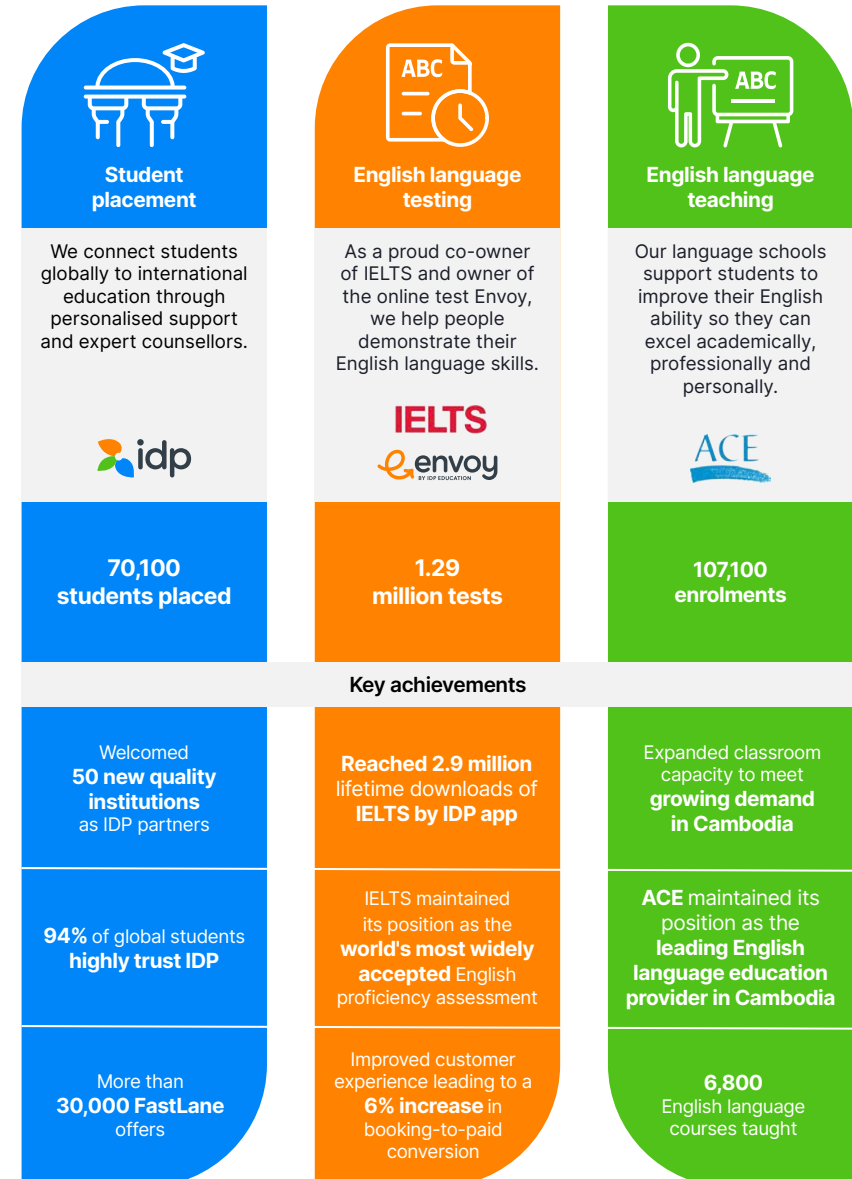 Student
placement
We connect students
globally to international
education through
personalised support
and expert counsellors.
idp
70,100
students placed
ABC
English language
testing
As a proud co-owner
of IELTS and owner of
the online test Envoy,
we help people
demonstrate their
English language skills.
IELTS
envoy
BY IDP EDUCATION
1.29
million tests
ABC
English language
teaching
Our language schools
support students to
improve their English
ability so they can
excel academically,
professionally and
personally.
ACE
107,100
enrolments
Key achievements
Welcomed
50 new quality
institutions
as IDP partners
94% of global students
highly trust IDP
More than
30,000 FastLane
offers
Reached 2.9 million
lifetime downloads of
IELTS by IDP app
IELTS maintained
its position as the
world's most widely
accepted English
proficiency assessment
Improved customer
experience leading to a
6% increase in
booking-to-paid
conversion
Expanded classroom
capacity to meet
growing demand
in Cambodia
ACE maintained its
position as the
leading English
language education
provider in Cambodia
6,800
English language
courses taught